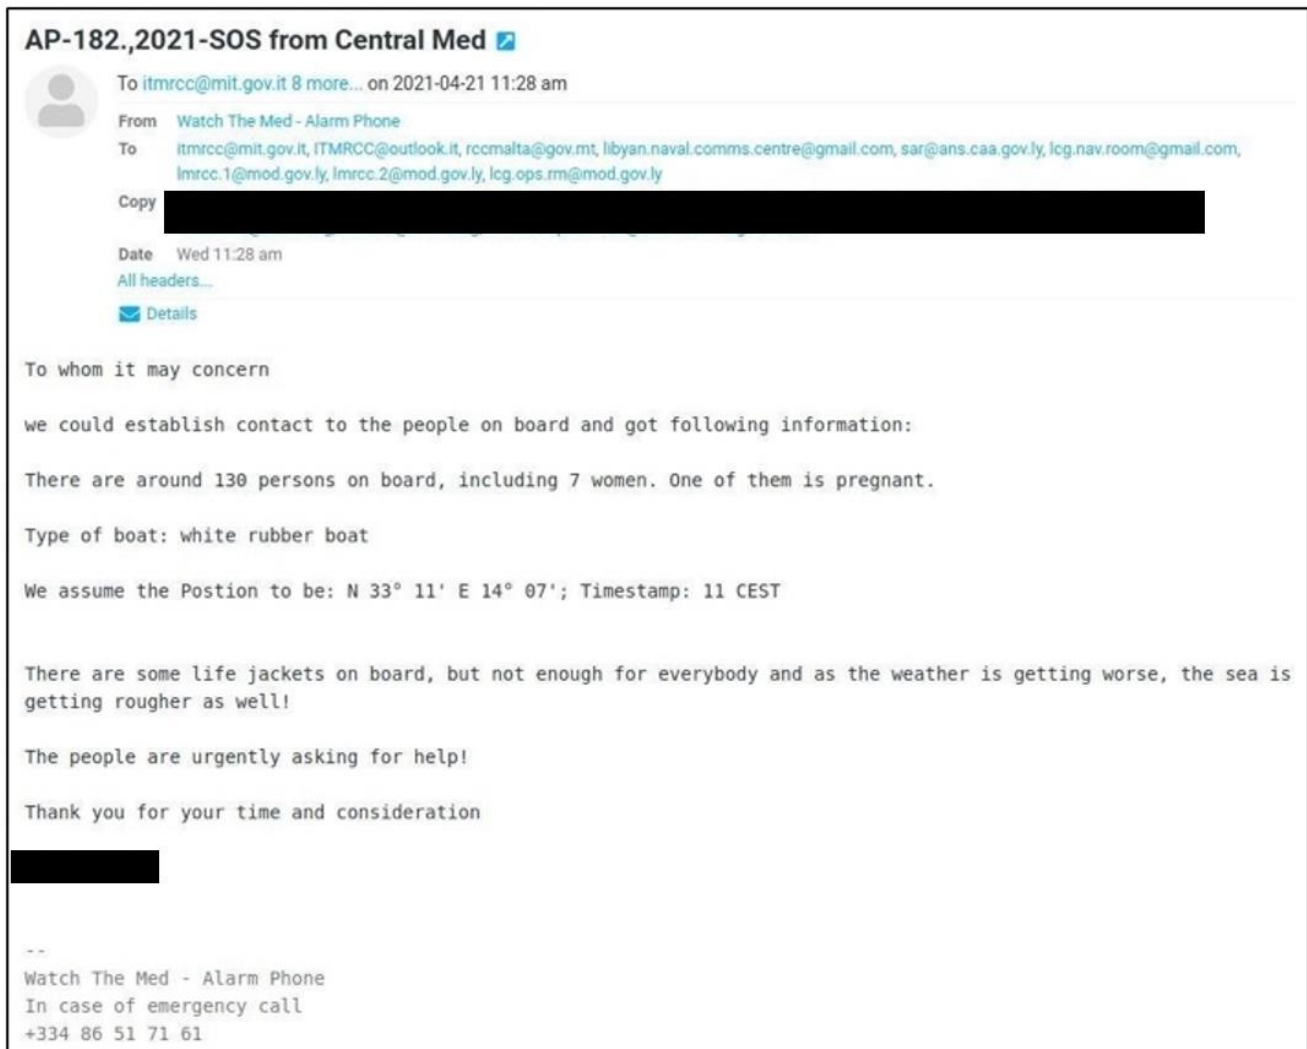 AP-182.,2021-SOS from Central Med
To itmrcc@mit.gov.it 8 more... on 2021-04-21 11:28 am
From Watch The Med - Alarm Phone
To itmrcc@mit.gov.it, ITMRCC@outlook.it, rccmalta@gov.mt, libyan.naval.comms.centre@gmail.com, sar@ans.caa.gov.ly, lcg.nav.room@gmail.com,
lmrcc.1@mod.gov.ly, lmrcc.2@mod.gov.ly, lcg.ops.rm@mod.gov.ly
Copy
Date Wed 11:28 am
All headers...
Details
To whom it may concern
we could establish contact to the people on board and got following information:
There are around 130 persons on board, including 7 women. One of them is pregnant.
Type of boat: white rubber boat
We assume the Postion to be: N 33° 11' E 14° 07'; Timestamp: 11 CEST
There are some life jackets on board, but not enough for everybody and as the weather is getting worse, the sea is
getting rougher as well!
The people are urgently asking for help!
Thank you for your time and consideration
--
Watch The Med - Alarm Phone
In case of emergency call
+334 86 51 71 61